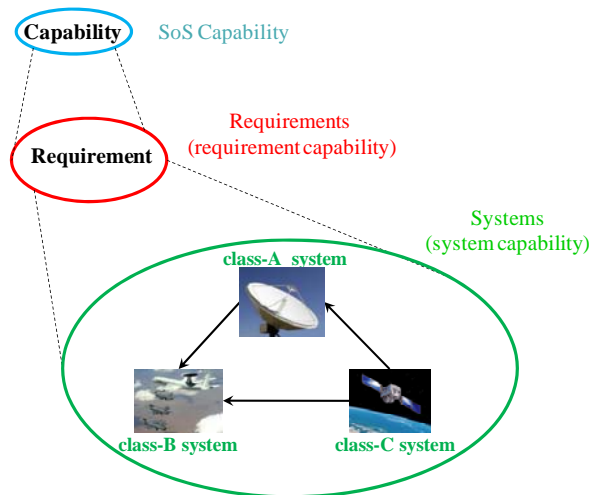 Capability
SoS Capability
Requirements
(requirement capability)
Requirement
Systems
(system capability)
class-A system
class-B system
class-C system